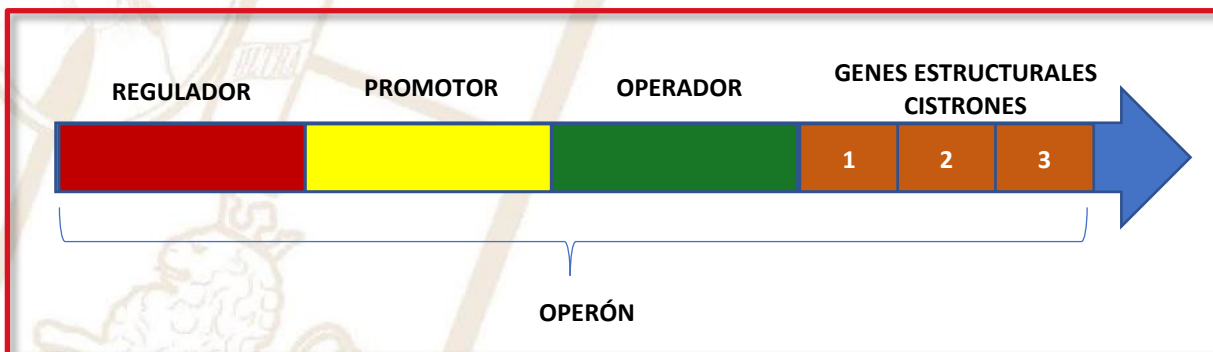 REGULADOR
PROMOTOR
OPERADOR
GENES ESTRUCTURALES
CISTRONES
1
2
3
OPERÓN